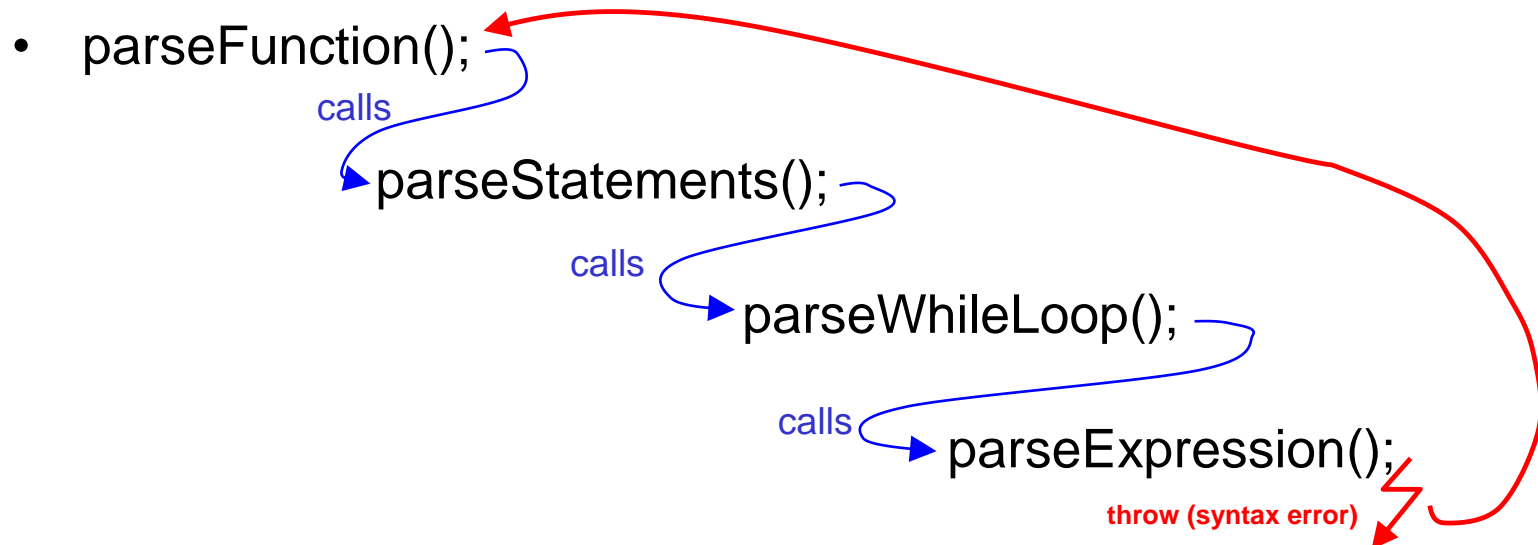 • parseFunction();
calls
parseStatements();
calls
parseWhileLoop();
calls
parseExpression();
throw (syntax error)